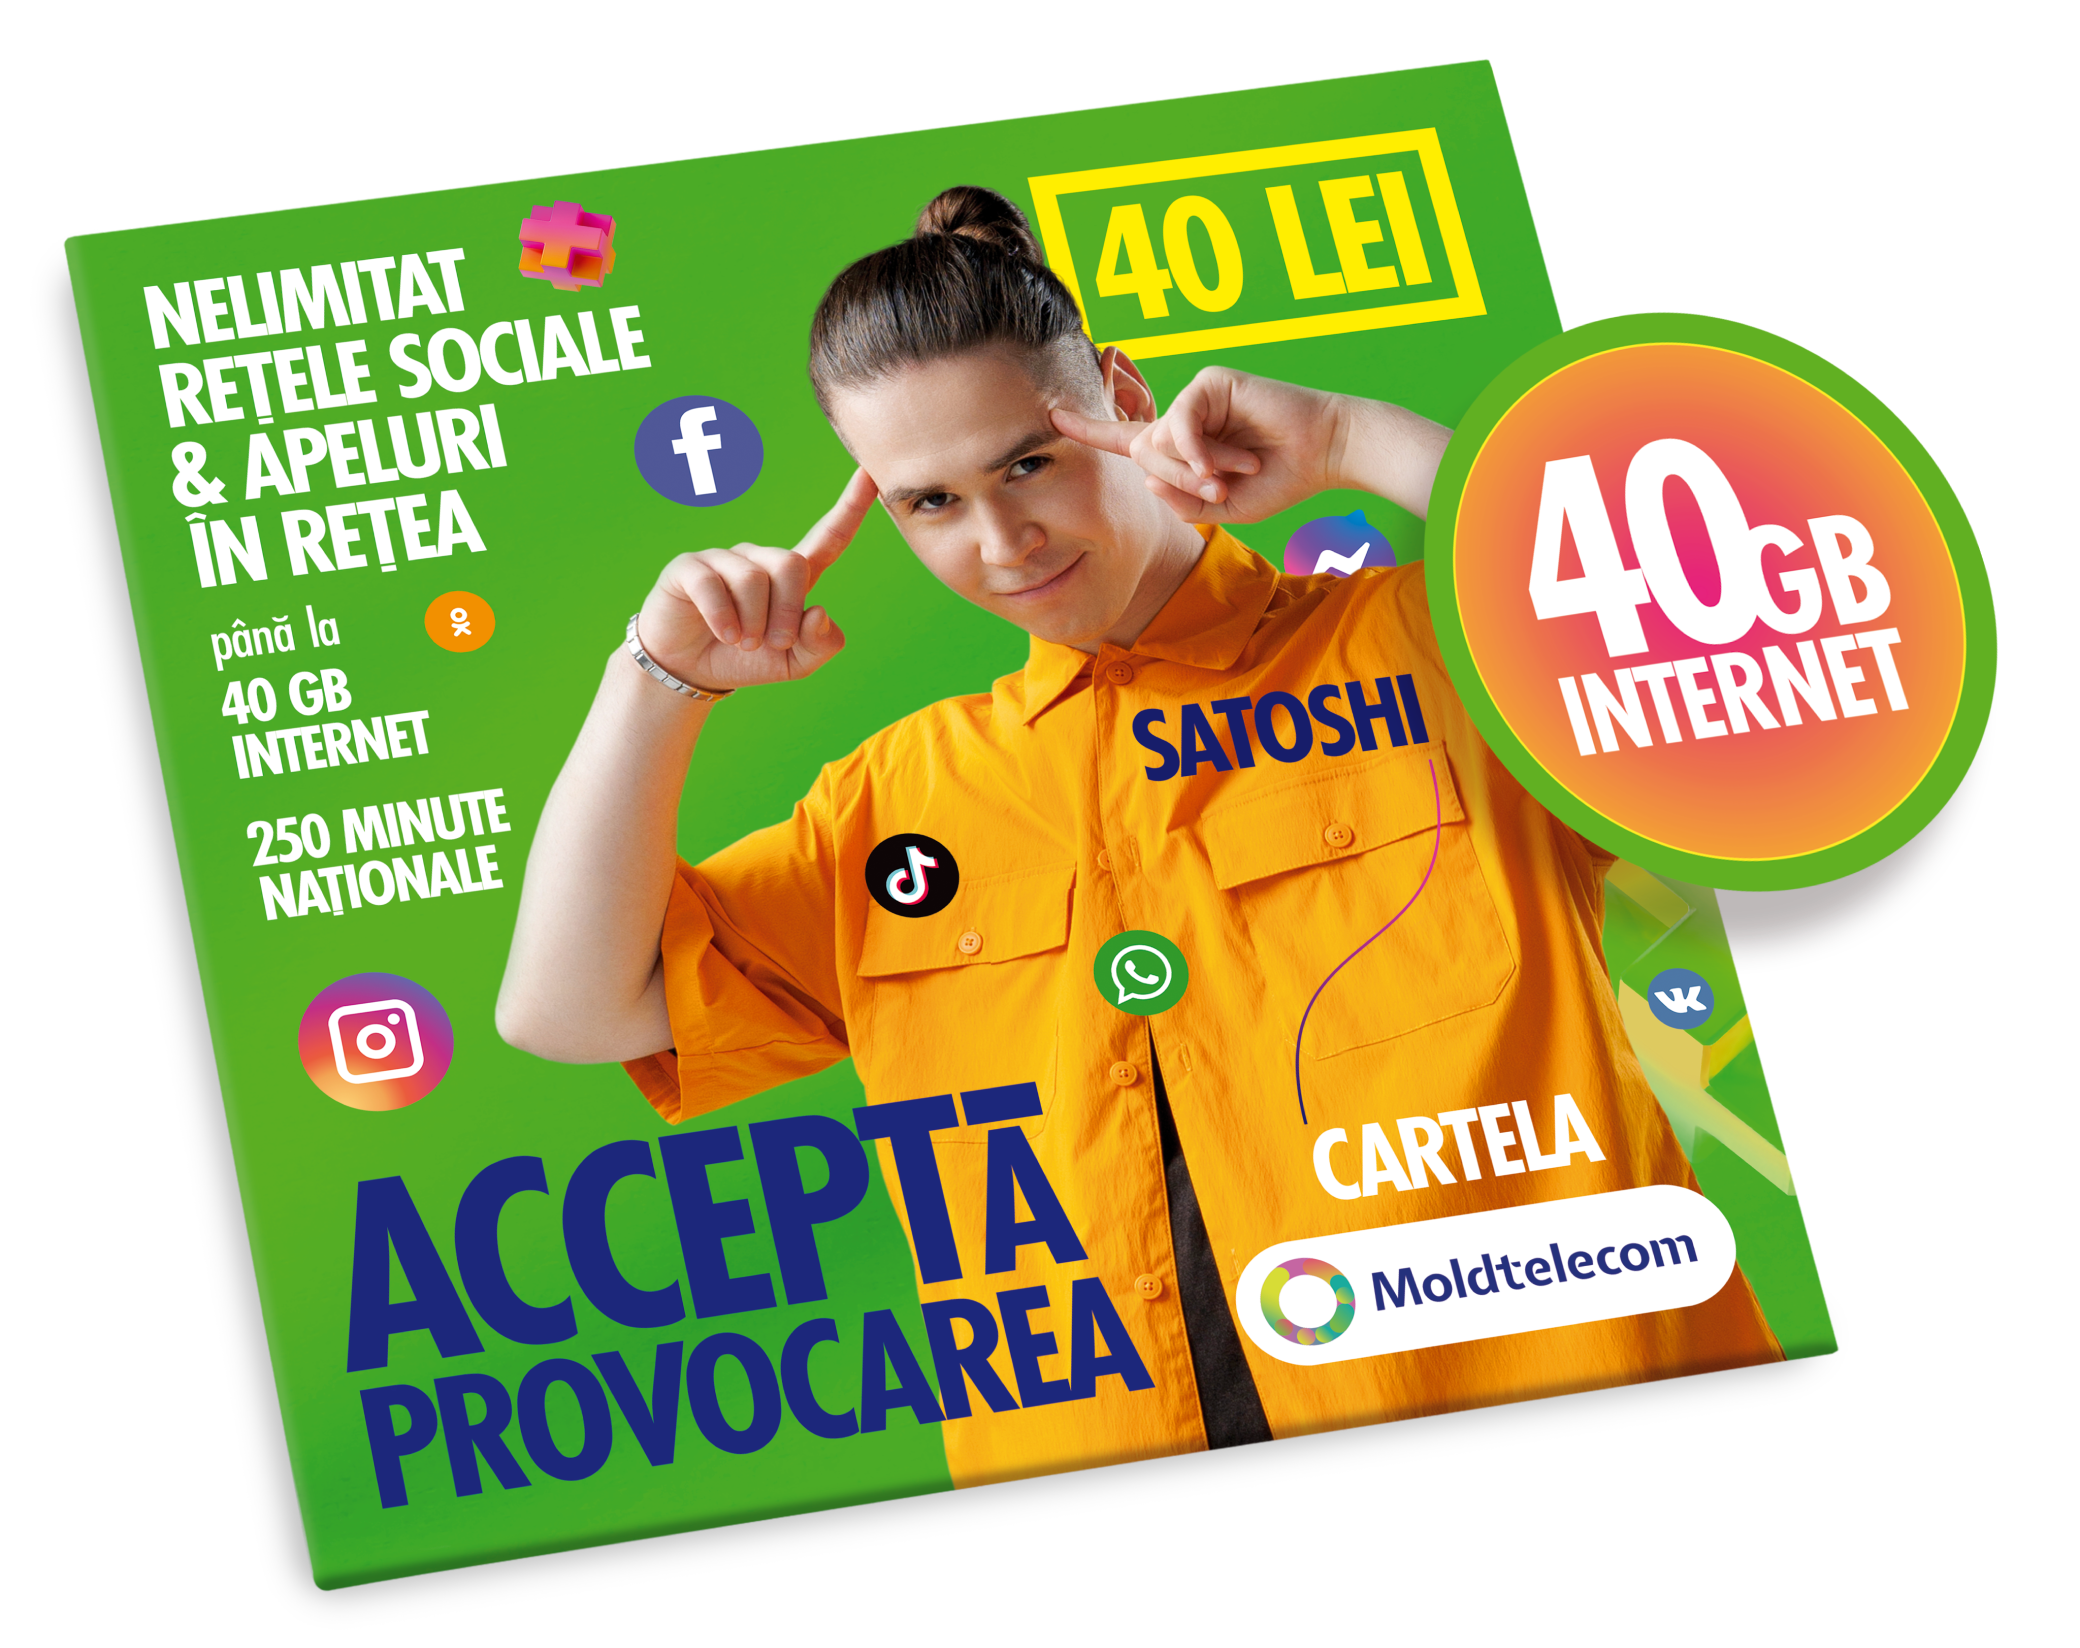 NELIMITAT
REȚELE SOCIALE
& APELURI
ÎN REȚEA
până la
40 GB
INTERNET
250 MINUTE
NAȚIONALE
40 LEI
40GB
INTERNET
SATOSHI
ACCEPTĂ
PROVOCAREA
CARTELA
Moldtelecom